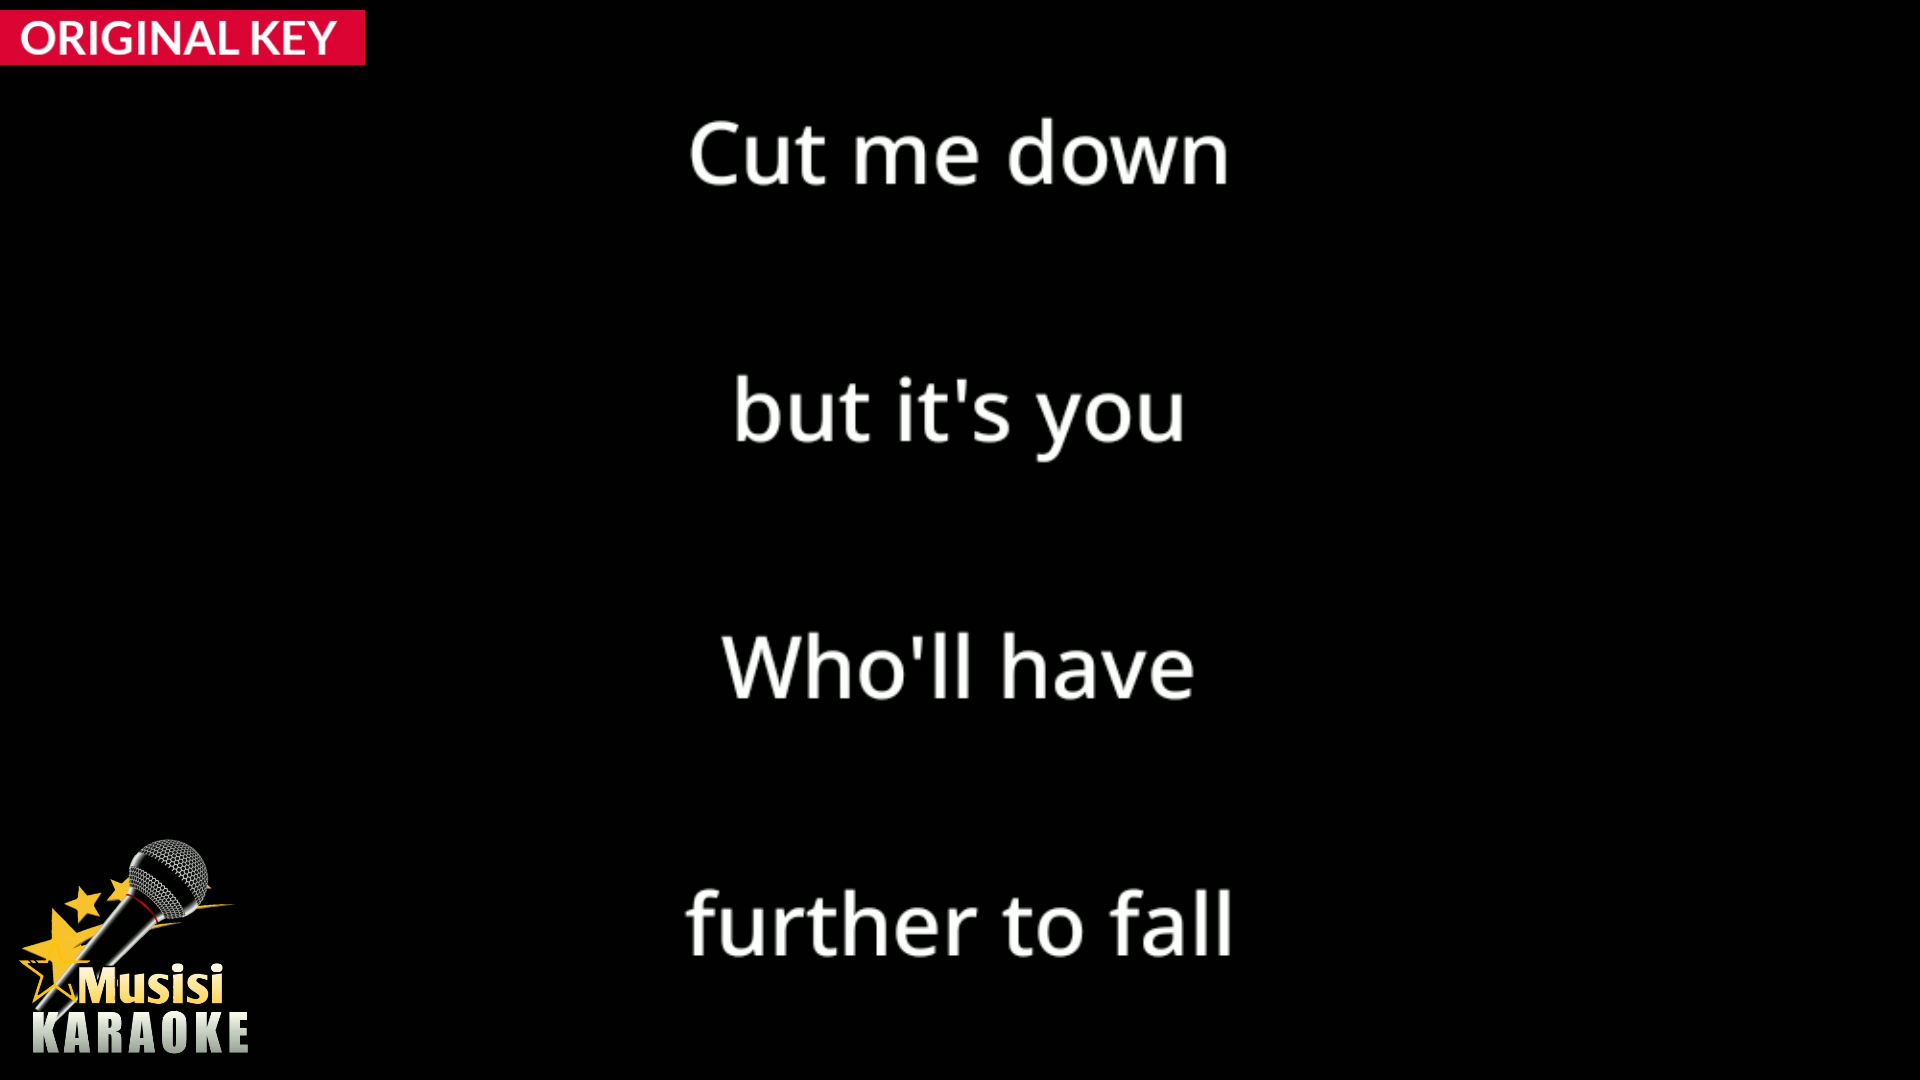 ORIGINAL KEY
Cut me down
but it's you
Who'll have
further to fall
Musisi
KARAOKE